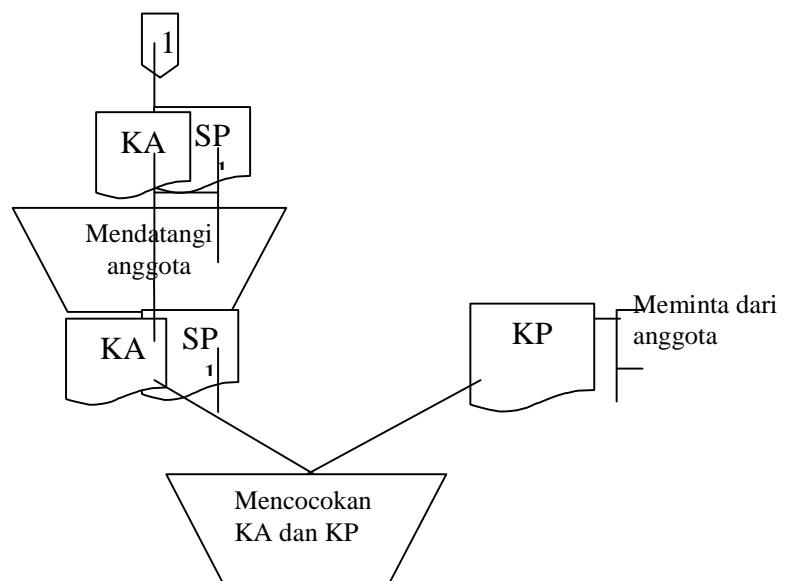 1
KA
SP
1
Mendatangi
anggota
KA
SP
1
KP
Meminta dari
anggota
Mencocokan
KA dan KP